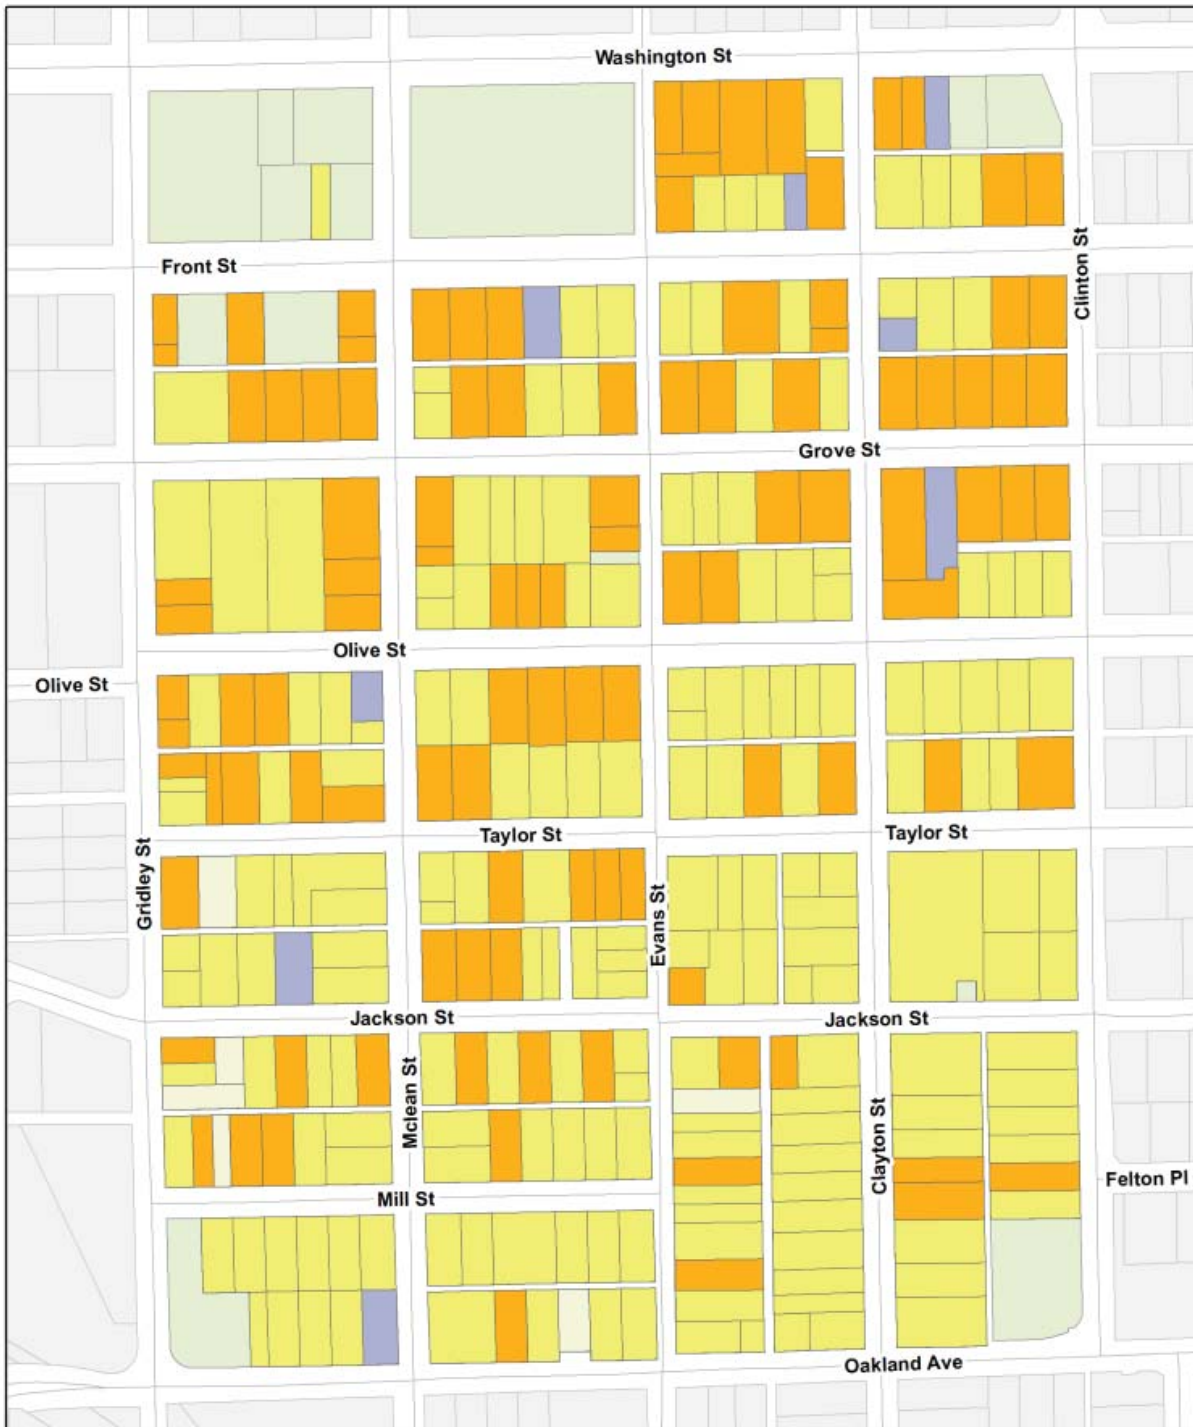 Washington St
Front St
Clinton St
Grove St
Olive St
Olive St
Taylor St
Taylor St
Gridley St
Evans St
Jackson St
Jackson St
Mclean St
Clayton St
Felton Pl
Mill St
Oakland Ave